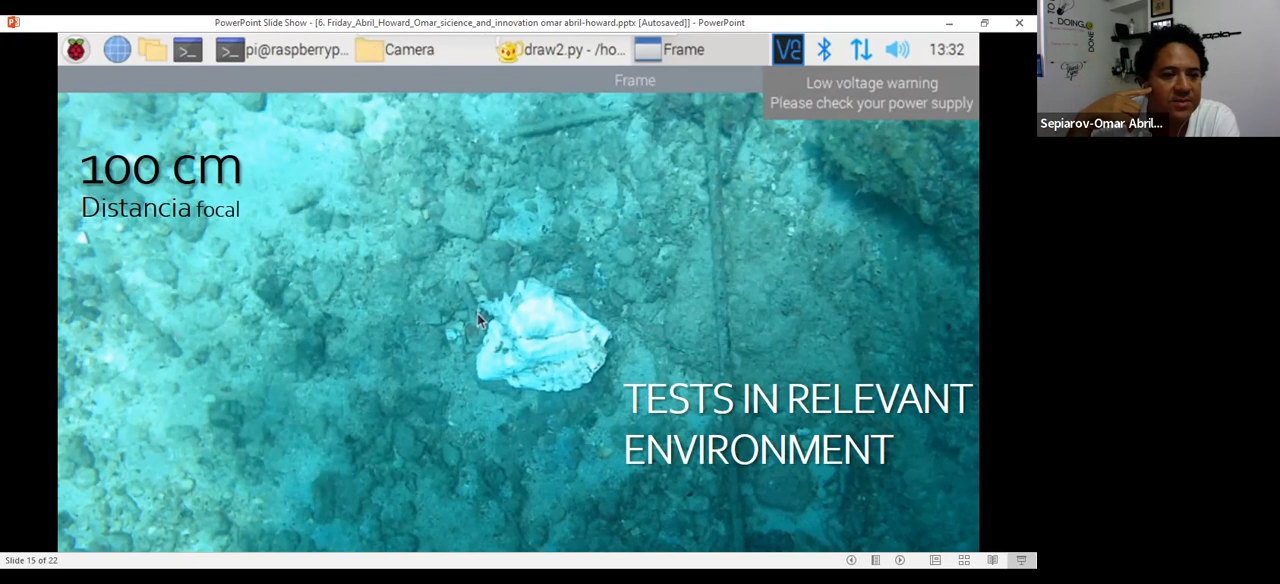 PowerPoint Slide Show - [6. Friday_Abril_Howard_Omar_sicience_and_innovation omar abril-howard.pptx [Autosaved]] - PowerPoint
pi@raspberryp... Camera draw2.py - /ho... Frame 13:32
Frame
Low voltage warning
Please check your power supply
100 cm
Distancia focal
TESTS IN RELEVANT
ENVIRONMENT
DOING
DONE
Sepiarov-Omar Abril...
Slide 15 of 22